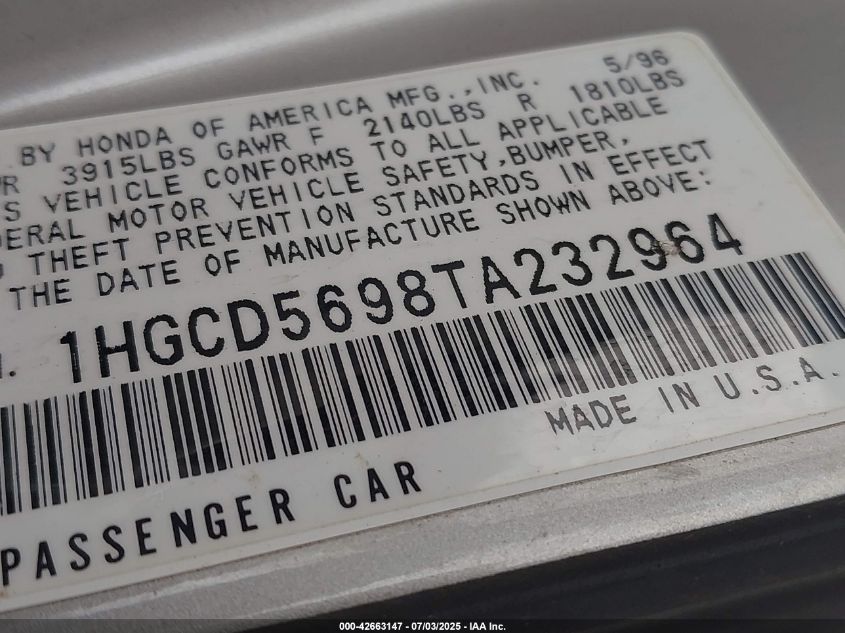 BY HONDA OF AMERICA MFG.,INC. 5/96
3915LBS GAWR F 2140LBS R 1810LBS
VEHICLE CONFORMS TO ALL APPLICABLE
MOTOR VEHICLE SAFETY,BUMPER,
THEFT PREVENTION STANDARDS IN EFFECT
THE DATE OF MANUFACTURE SHOWN ABOVE:
1HGCD5698TA232964
MADE IN U.S.A.
PASSENGER CAR
000-42663147 - 07/03/2025 - IAA Inc.